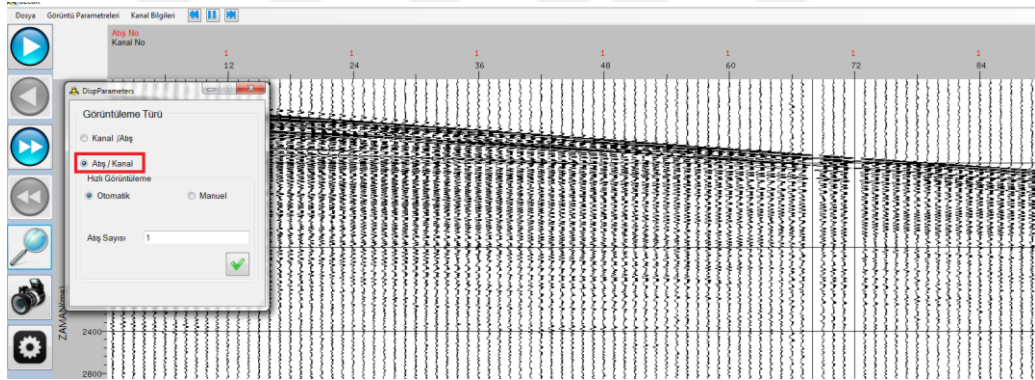 Dosya Görüntü Parametreleri Kanal Bilgileri
Atış No
Kanal No
1 1 1 1 1 1 1
12 24 36 48 60 72 84
DispParameters
Görüntüleme Türü
Kanal /Atış
Atış / Kanal
Hızlı Görüntüleme
Otomatik Manuel
Atış Sayısı 1
ZAMAN(ms)
2400
2800